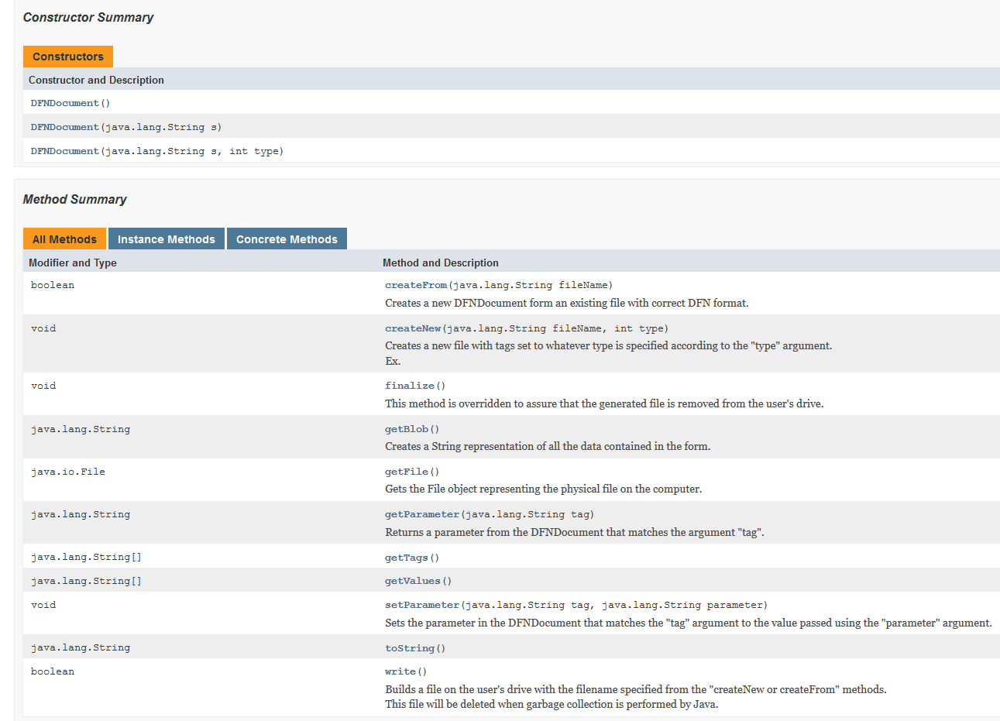 Constructor Summary
Constructors
Constructor and Description
DFNDocument()
DFNDocument(java.lang.String s)
DFNDocument(java.lang.String s, int type)
Method Summary
All Methods Instance Methods Concrete Methods
Modifier and Type Method and Description
boolean createFrom(java.lang.String fileName)
Creates a new DFNDocument form an existing file with correct DFN format.
void createNew(java.lang.String fileName, int type)
Creates a new file with tags set to whatever type is specified according to the "type" argument.
Ex.
void finalize()
This method is overridden to assure that the generated file is removed from the user's drive.
java.lang.String getBlob()
Creates a String representation of all the data contained in the form.
java.io.File getFile()
Gets the File object representing the physical file on the computer.
java.lang.String getParameter(java.lang.String tag)
Returns a parameter from the DFNDocument that matches the argument "tag".
java.lang.String[] getTags()
java.lang.String[] getValues()
void setParameter(java.lang.String tag, java.lang.String parameter)
Sets the parameter in the DFNDocument that matches the "tag" argument to the value passed using the "parameter" argument.
java.lang.String toString()
boolean write()
Builds a file on the user's drive with the filename specified from the "createNew or createFrom" methods.
This file will be deleted when garbage collection is performed by Java.